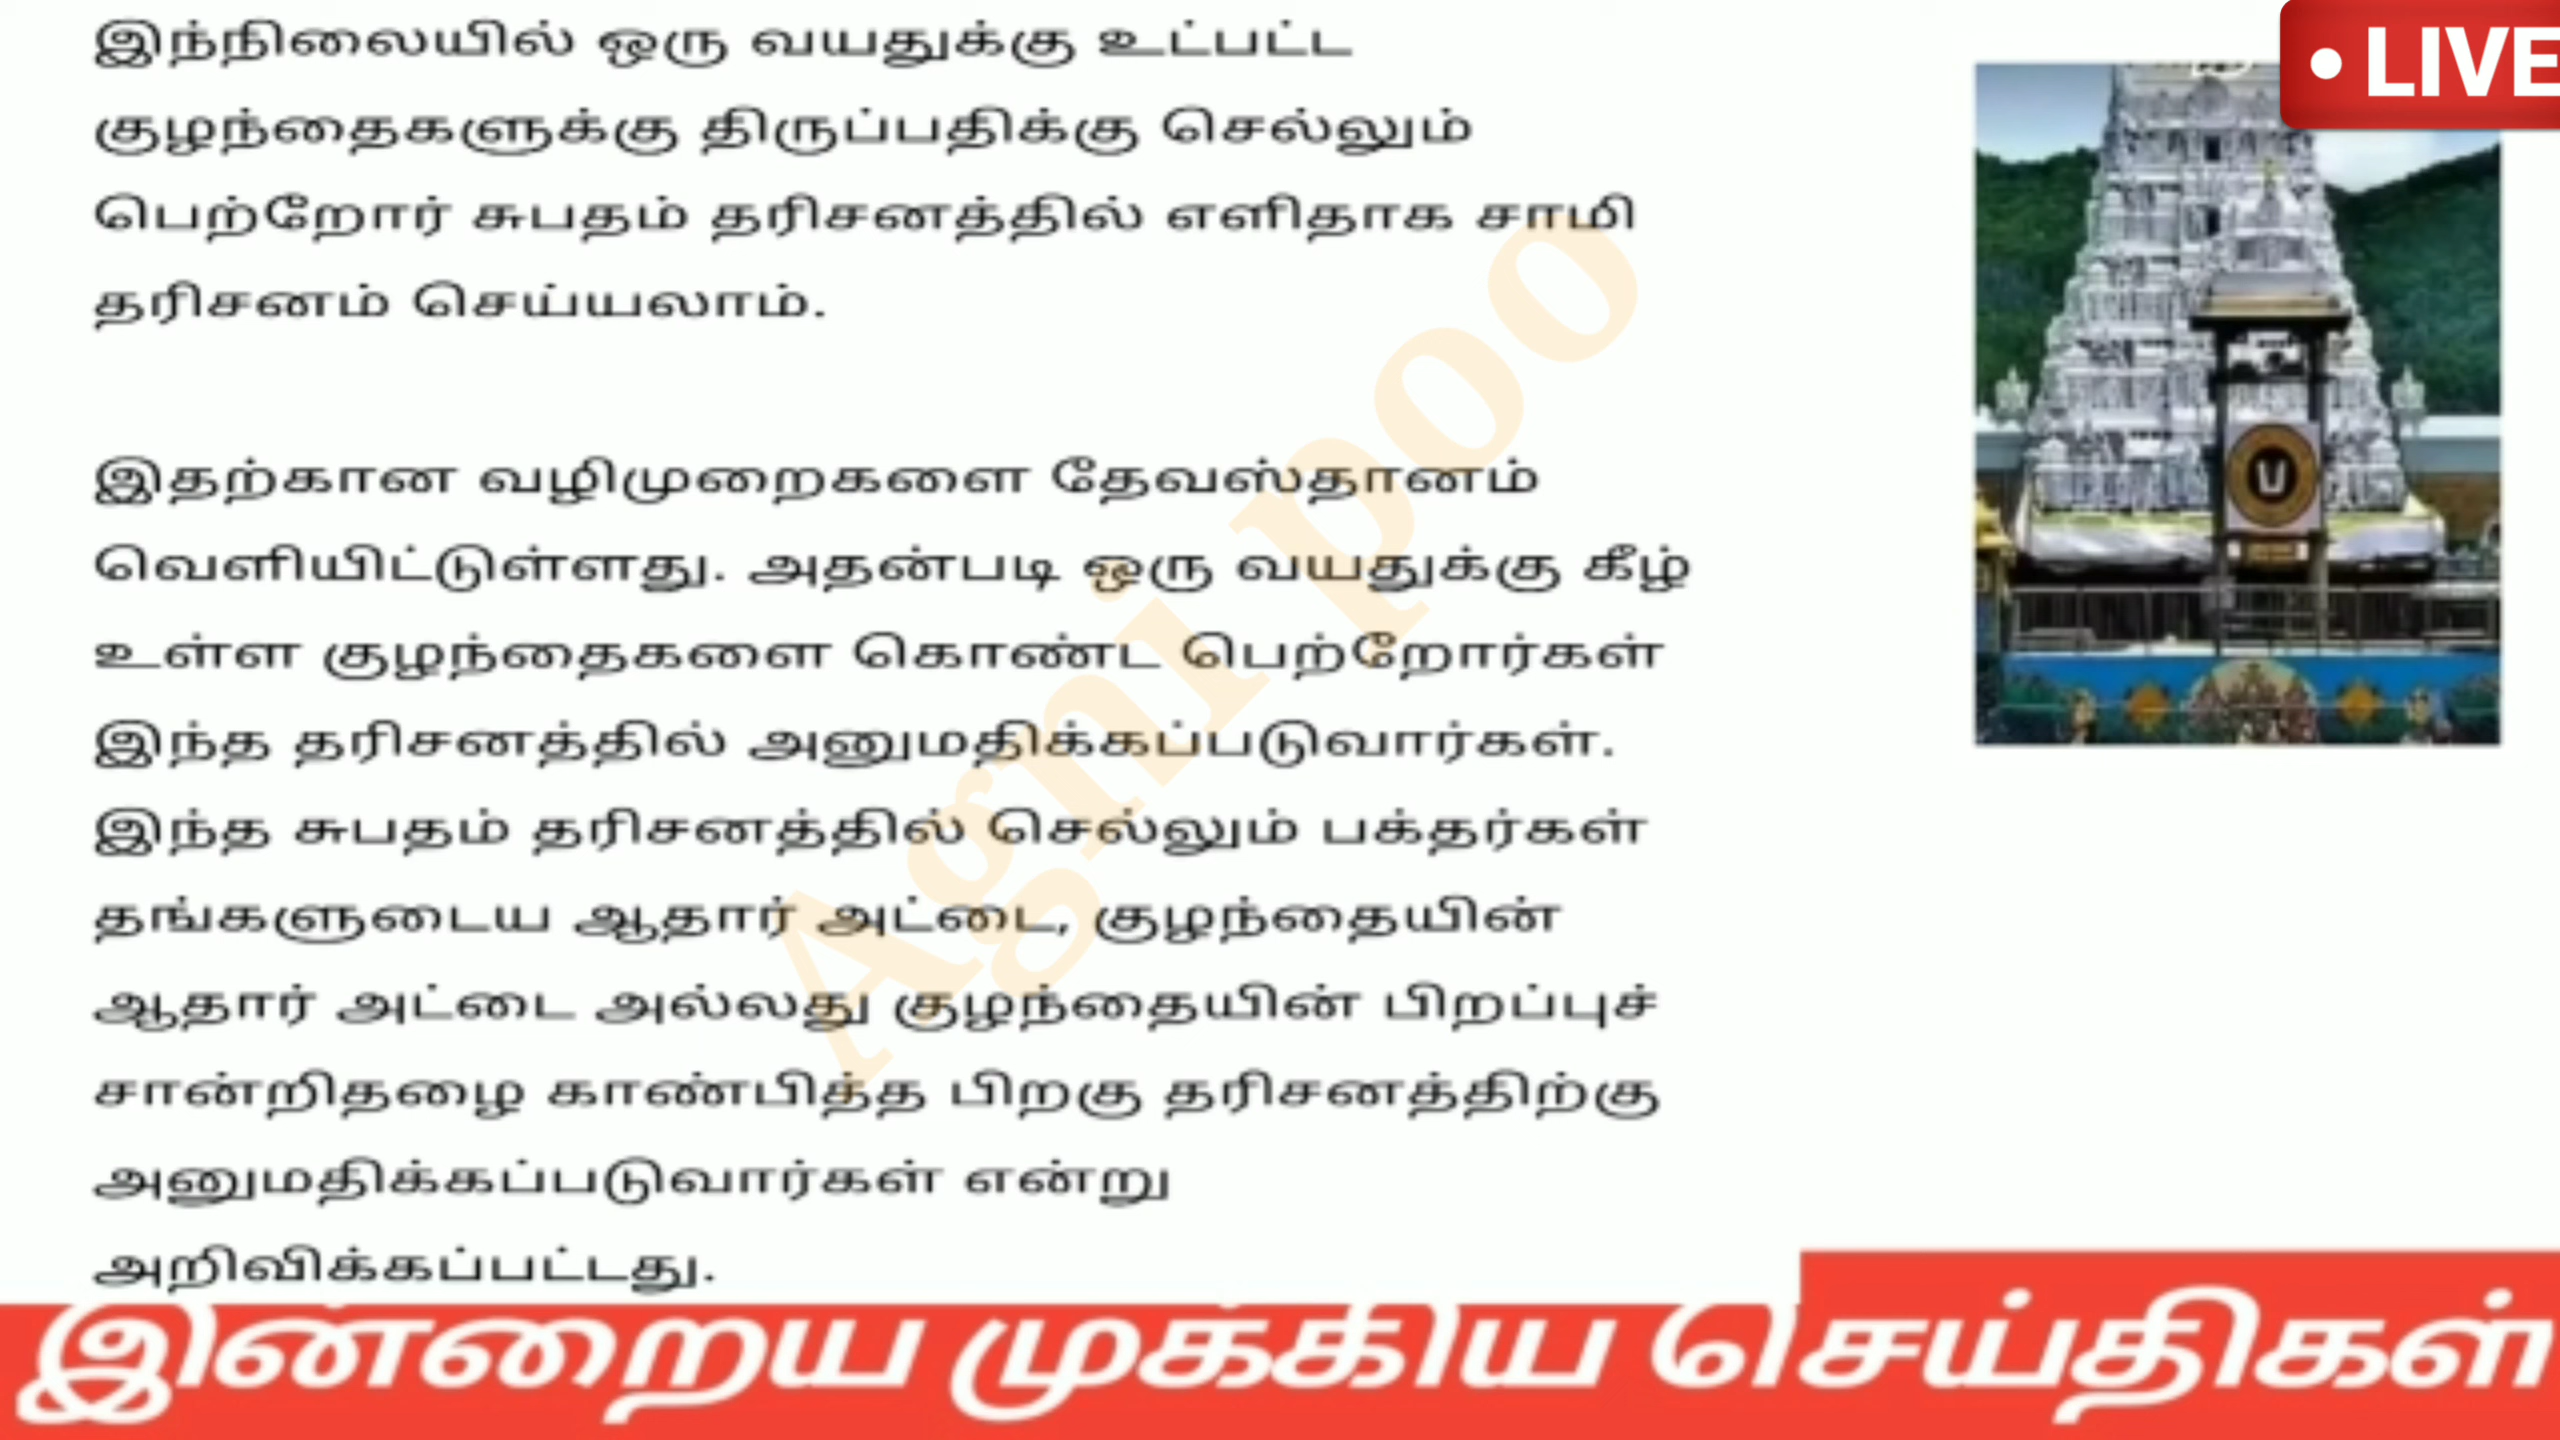 இந்நிலையில் ஒரு வயதுக்கு உட்பட்ட
குழந்தைகளுக்கு திருப்பதிக்கு செல்லும்
பெற்றோர் சுபதம் தரிசனத்தில் எளிதாக சாமி
தரிசனம் செய்யலாம்.
இதற்கான வழிமுறைகளை தேவஸ்தானம்
வெளியிட்டுள்ளது. அதன்படி ஒரு வயதுக்கு கீழ்
உள்ள குழந்தைகளை கொண்ட பெற்றோர்கள்
இந்த தரிசனத்தில் அனுமதிக்கப்படுவார்கள்.
இந்த சுபதம் தரிசனத்தில் செல்லும் பக்தர்கள்
தங்களுடைய ஆதார் அட்டை, குழந்தையின்
ஆதார் அட்டை அல்லது குழந்தையின் பிறப்புச்
சான்றிதழை காண்பித்த பிறகு தரிசனத்திற்கு
அனுமதிக்கப்படுவார்கள் என்று
அறிவிக்கப்பட்டது.
• LIVE
Agni poo
இன்றைய முக்கிய செய்திகள்